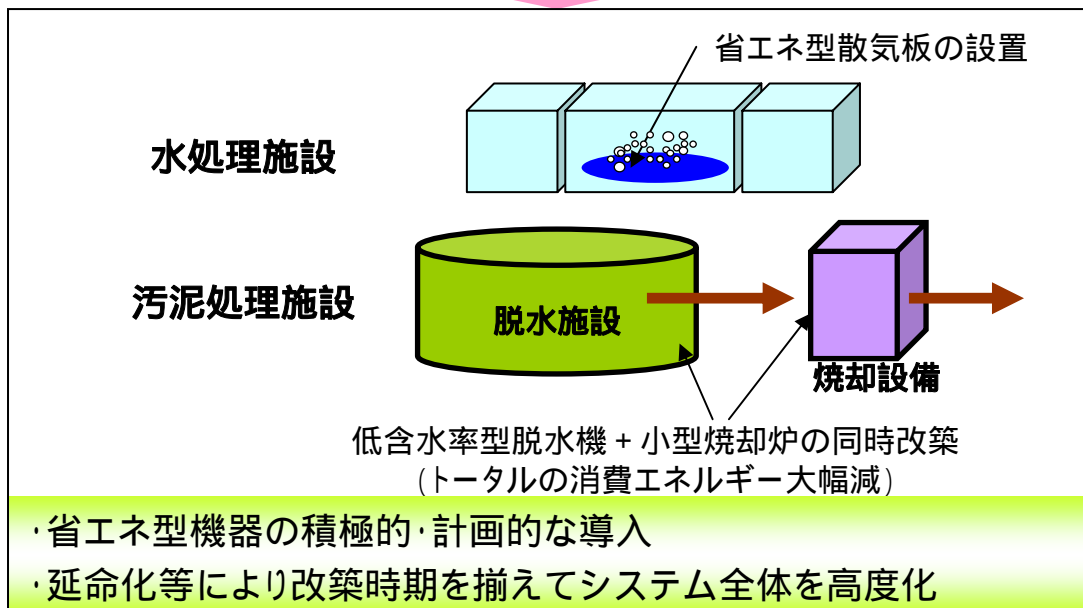 省エネ型散気板の設置
水処理施設
汚泥処理施設
脱水施設
焼却設備
低含水率型脱水機+小型焼却炉の同時改築
(トータルの消費エネルギー大幅減)
·省エネ型機器の積極的·計画的な導入
·延命化等により改築時期を揃えてシステム全体を高度化